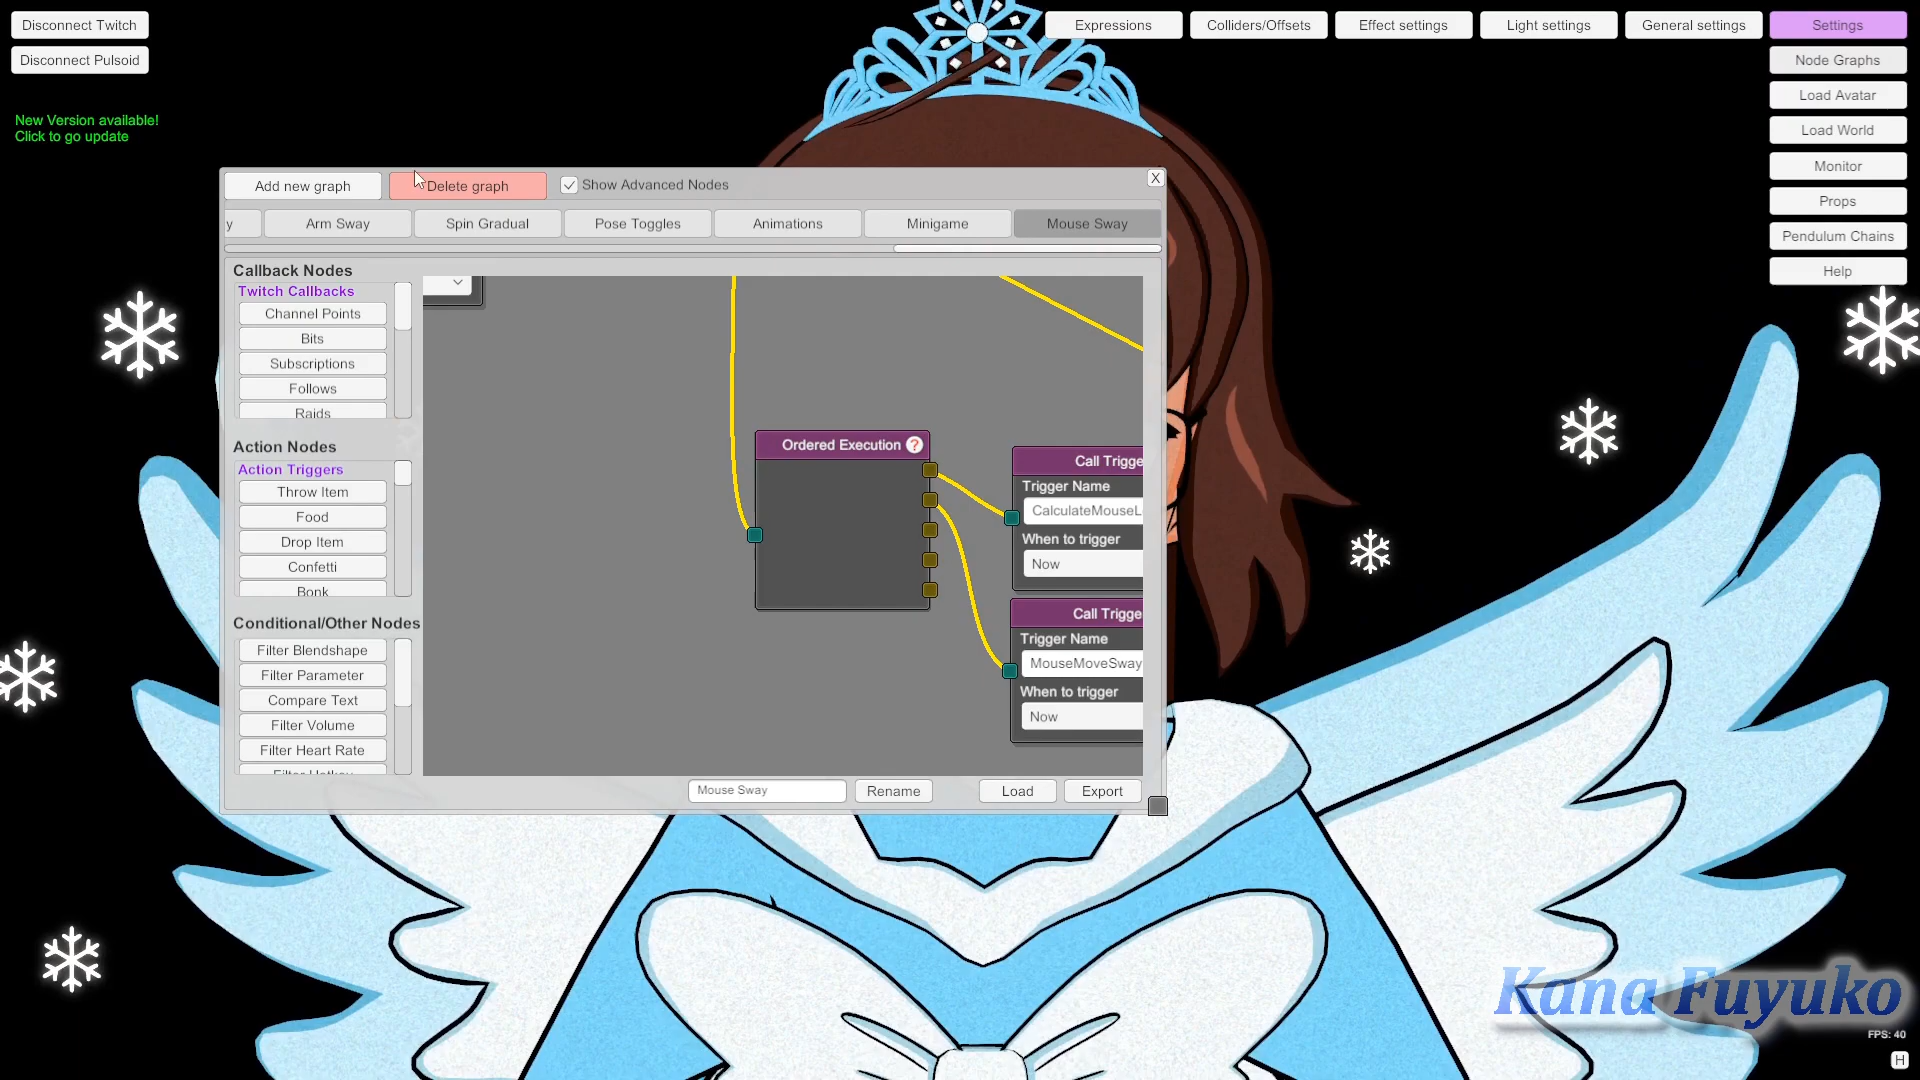 Disconnect Twitch
Disconnect Pulsoid
New Version available!
Click to go update
Expressions
Colliders/Offsets
Effect settings
Light settings
General settings
Settings
Node Graphs
Load Avatar
Load World
Monitor
Props
Pendulum Chains
Help
Add new graph
Delete graph
Show Advanced Nodes
X
y
Arm Sway
Spin Gradual
Pose Toggles
Animations
Minigame
Mouse Sway
Callback Nodes
Twitch Callbacks
Channel Points
Bits
Subscriptions
Follows
Raids
Action Nodes
Action Triggers
Throw Item
Food
Drop Item
Confetti
Bonk
Conditional/Other Nodes
Filter Blendshape
Filter Parameter
Compare Text
Filter Volume
Filter Heart Rate
Filter Hotkey
Ordered Execution ?
Call Trigge
Trigger Name
CalculateMouseL
When to trigger
Now
Call Trigge
Trigger Name
MouseMoveSway
When to trigger
Now
Mouse Sway
Rename
Load
Export
Kana Fuyuko
FPS: 40
H